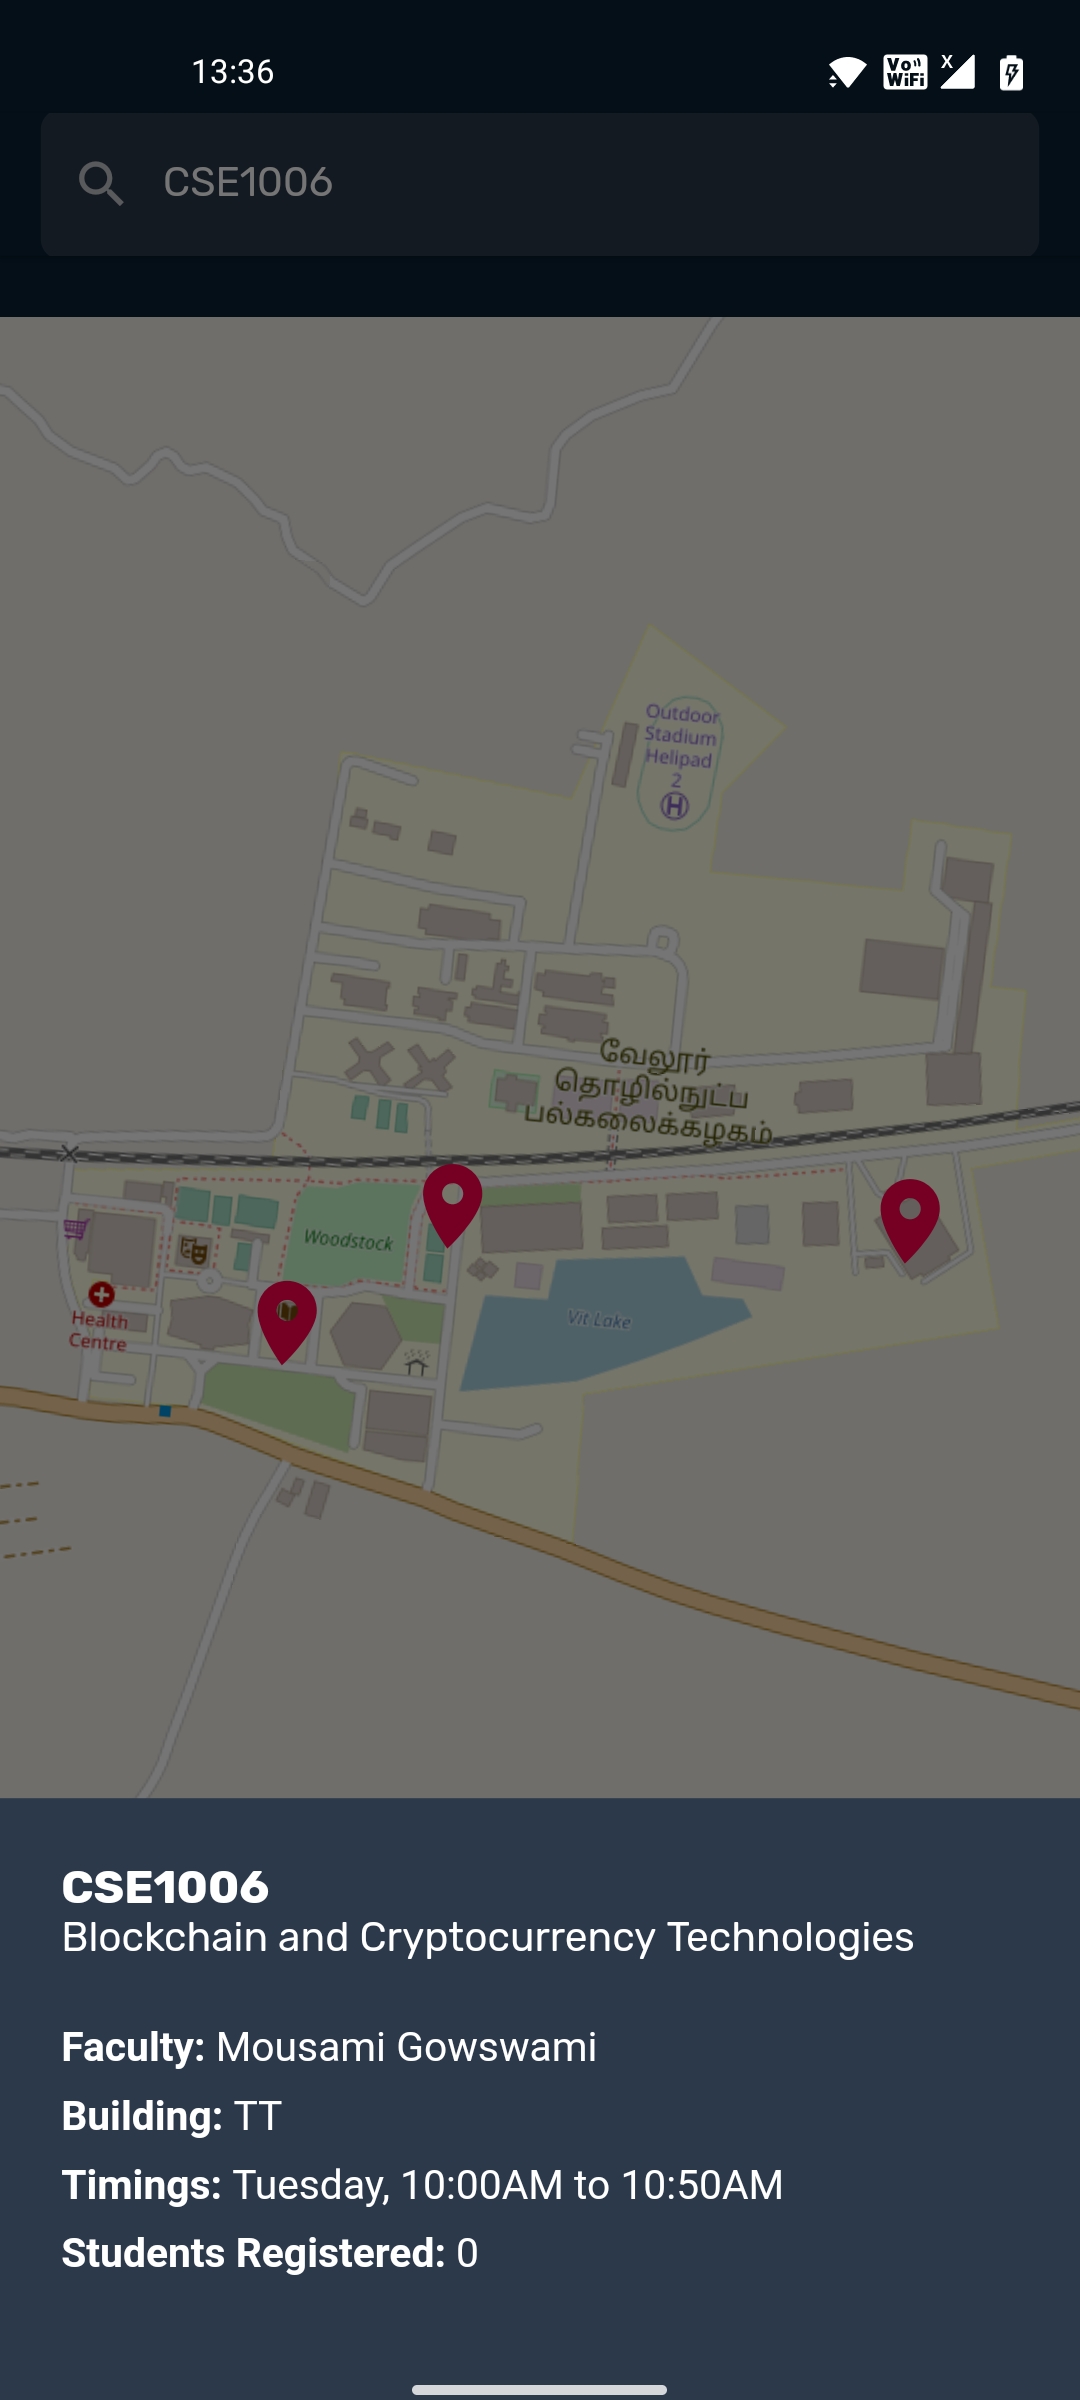 13:36
Vo
WiFi
X
CSE1006
Outdoor
Stadium
Helipad
2
H
வேலூர்
தொழில்நுட்ப
பல்கலைக்கழகம்
Woodstock
Vit Lake
Health
Centre
CSE1006
Blockchain and Cryptocurrency Technologies
Faculty: Mousami Gowswami
Building: TT
Timings: Tuesday, 10:00AM to 10:50AM
Students Registered: 0